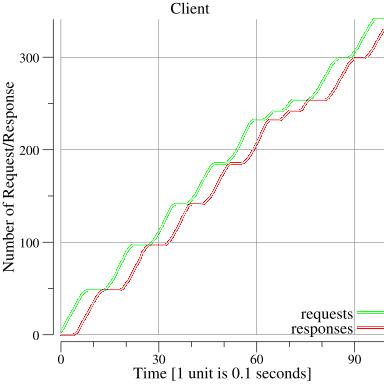 Client
Number of Request/Response
300
200
100
0
requests
responses
0 30 60 90
Time [1 unit is 0.1 seconds]